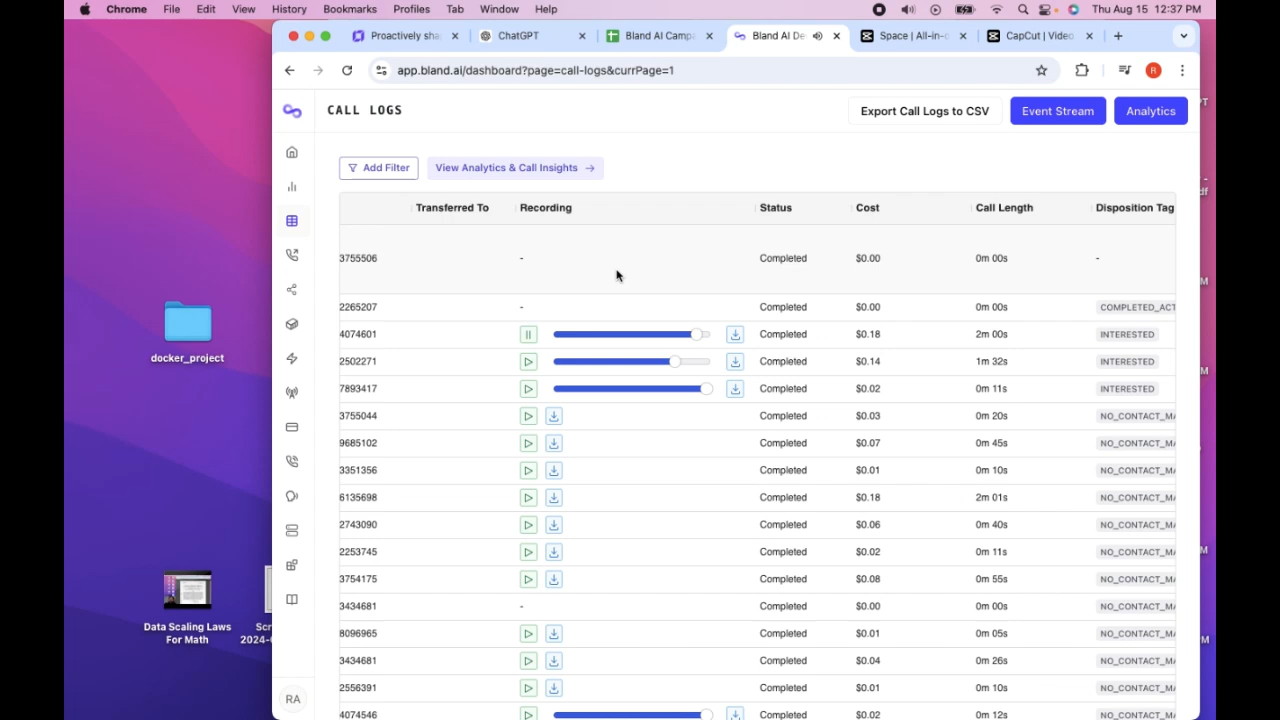 Chrome File Edit View History Bookmarks Profiles Tab Window Help Thu Aug 15 12:37 PM
Proactively sha ChatGPT Bland AI Campa Bland AI De Space | All-in-o CapCut | Video
app.bland.ai/dashboard?page=call-logs&currPage=1 R
CALL LOGS Export Call Logs to CSV Event Stream Analytics
Add Filter View Analytics & Call Insights →
Transferred To Recording Status Cost Call Length Disposition Tag
3755506 - Completed $0.00 0m 00s -
2265207 - Completed $0.00 0m 00s COMPLETED_ACT
4074601 Completed $0.18 2m 00s INTERESTED
2502271 Completed $0.14 1m 32s INTERESTED
7893417 Completed $0.02 0m 11s INTERESTED
3755044 Completed $0.03 0m 20s NO_CONTACT_MA
9685102 Completed $0.07 0m 45s NO_CONTACT_MA
3351356 Completed $0.01 0m 10s NO_CONTACT_MA
6135698 Completed $0.18 2m 01s NO_CONTACT_MA
2743090 Completed $0.06 0m 40s NO_CONTACT_MA
2253745 Completed $0.02 0m 11s NO_CONTACT_MA
3754175 Completed $0.08 0m 55s NO_CONTACT_MA
3434681 - Completed $0.00 0m 00s NO_CONTACT_MA
8096965 Completed $0.01 0m 05s NO_CONTACT_MA
3434681 Completed $0.04 0m 26s NO_CONTACT_MA
2556391 Completed $0.01 0m 10s NO_CONTACT_MA
4074546 Completed $0.02 0m 12s NO_CONTACT_MA
RA
docker_project
Data Scaling Laws
For Math
Scr
2024-